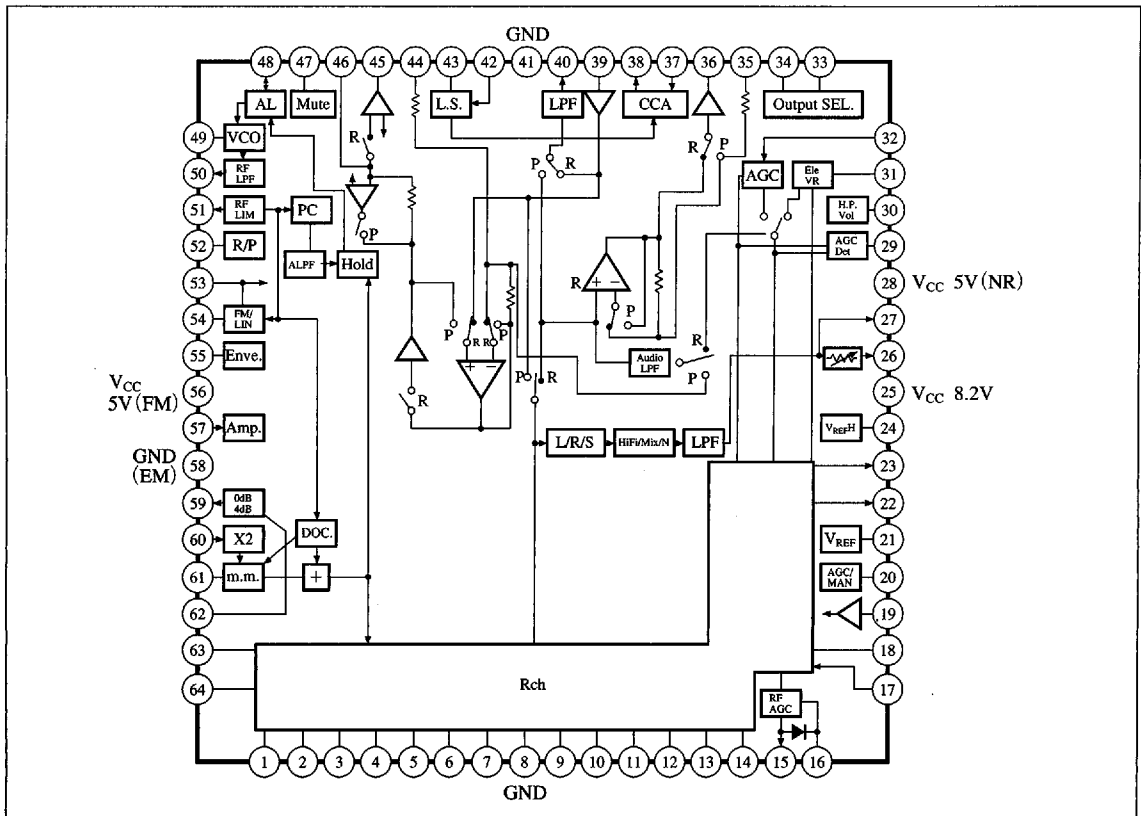 GND
48 47 46 45 44 43 42 41 40 39 38 37 36 35 34 33
AL Mute L.S. LPF CCA Output SEL.
49 VCO R P R R P 32
AGC Ele VR 31
50 RF LPF
51 RF LIM PC P H.P. Vol 30
52 R/P AGC Det 29
ALPF Hold
53 R + − 28 VCC 5V(NR)
54 FM/LIN P R R P P R 27
55 Enve. + − Audio LPF 26
VCC 5V(FM) 56 R P R P 25 VCC 8.2V
57 Amp. L/R/S HiFi/Mix/N LPF VREFH 24
GND (EM) 58 23
59 0dB 4dB 22
60 X2 DOC. VREF 21
61 m.m. + AGC/MAN 20
62 19
63 18
64 Rch 17
RF AGC
1 2 3 4 5 6 7 8 9 10 11 12 13 14 15 16
GND